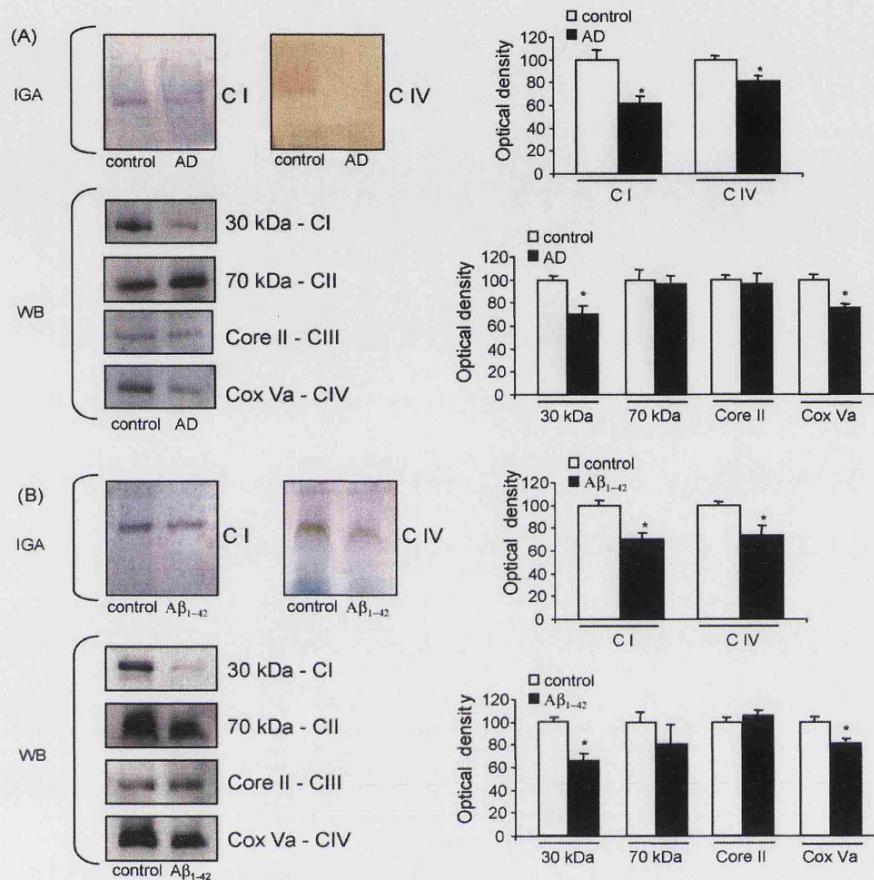 (A)
IGA
C I
control AD
C IV
control AD
control
AD
Optical density
120
100
80
60
40
20
0
*
*
C I
C IV
WB
30 kDa - CI
70 kDa - CII
Core II - CIII
Cox Va - CIV
control AD
control
AD
Optical density
120
100
80
60
40
20
0
*
*
30 kDa
70 kDa
Core II
Cox Va
(B)
IGA
C I
control Aβ1–42
C IV
control Aβ1–42
control
Aβ1–42
Optical density
120
100
80
60
40
20
0
*
*
C I
C IV
WB
30 kDa - CI
70 kDa - CII
Core II - CIII
Cox Va - CIV
control Aβ1–42
control
Aβ1–42
Optical density
120
100
80
60
40
20
0
*
*
30 kDa
70 kDa
Core II
Cox Va